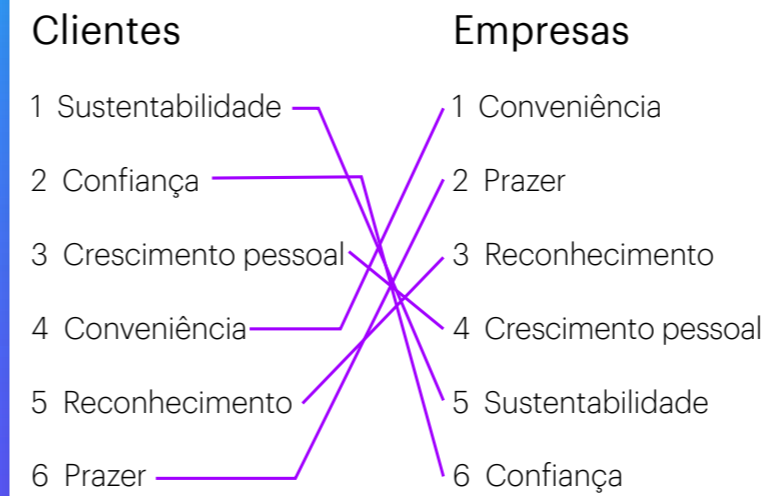 Clientes
1 Sustentabilidade
2 Confiança
3 Crescimento pessoal
4 Conveniência
5 Reconhecimento
6 Prazer
Empresas
1 Conveniência
2 Prazer
3 Reconhecimento
4 Crescimento pessoal
5 Sustentabilidade
6 Confiança